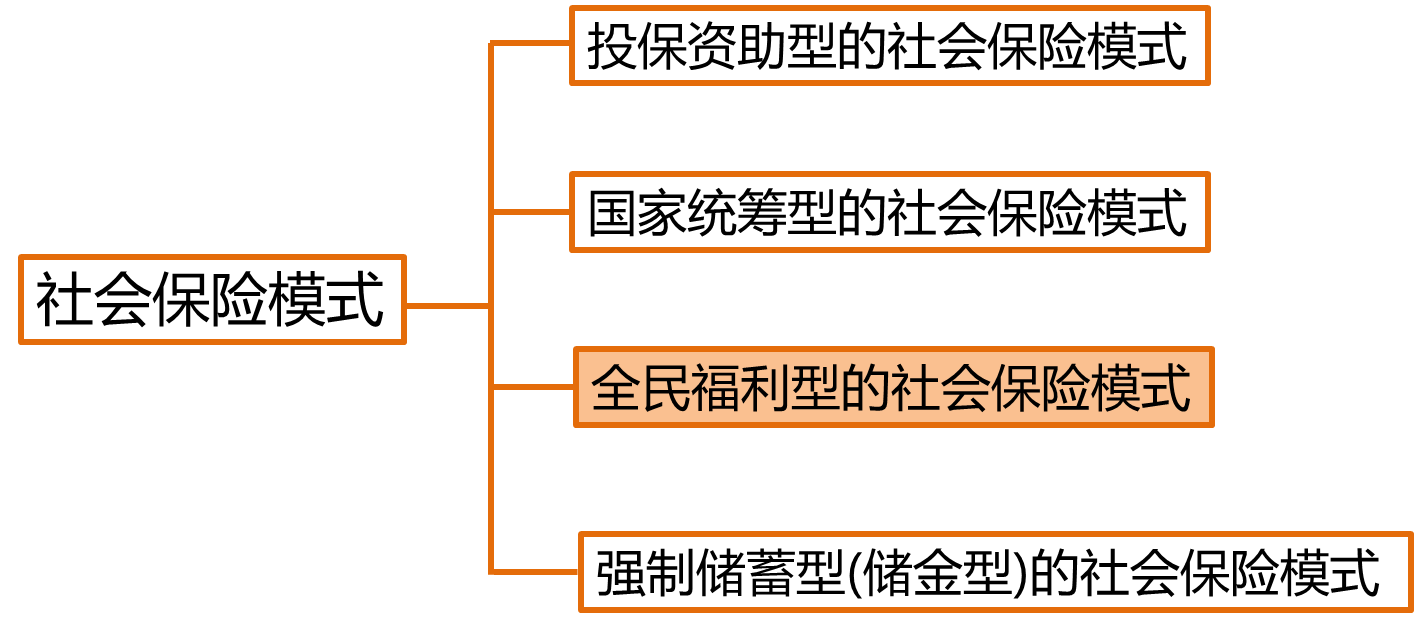 社会保险模式
投保资助型的社会保险模式
国家统筹型的社会保险模式
全民福利型的社会保险模式
强制储蓄型(储金型)的社会保险模式